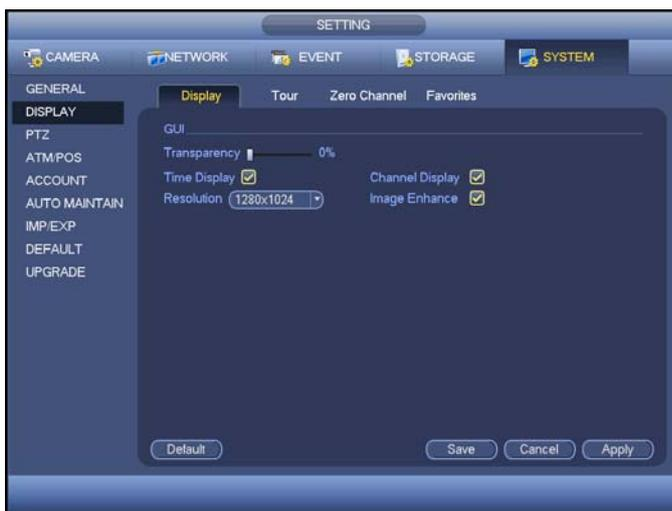 SETTING
CAMERA NETWORK EVENT STORAGE SYSTEM
GENERAL
DISPLAY
PTZ
ATM/POS
ACCOUNT
AUTO MAINTAIN
IMP/EXP
DEFAULT
UPGRADE
Display Tour Zero Channel Favorites
GUI
Transparency 0%
Time Display Channel Display
Resolution 1280x1024 Image Enhance
Default Save Cancel Apply